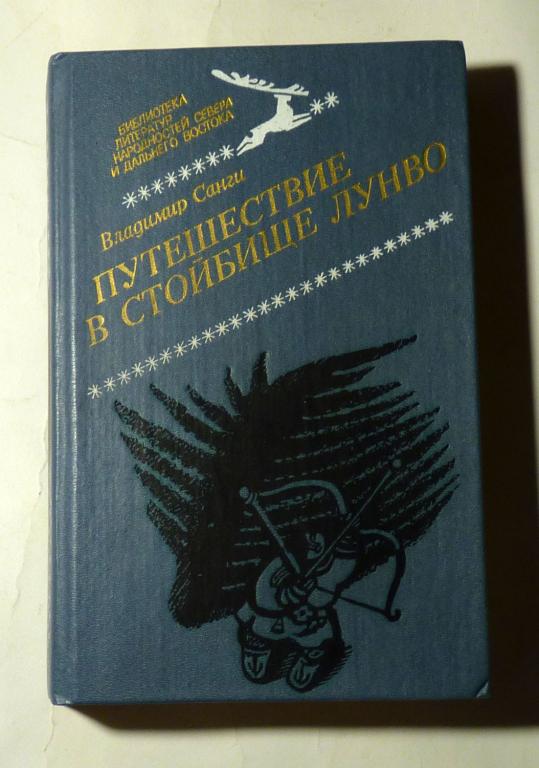 БИБЛИОТЕКА
ЛИТЕРАТУР
НАРОДНОСТЕЙ СЕВЕРА
И ДАЛЬНЕГО ВОСТОКА
Владимир Санги
ПУТЕШЕСТВИЕ
В СТОЙБИЩЕ ЛУНВО